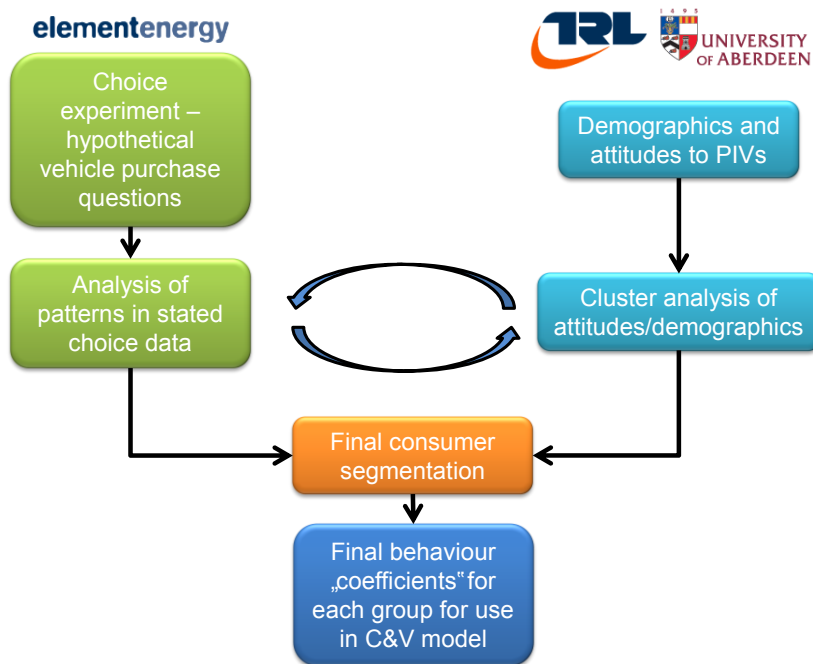 elementenergy
TRL
1495
UNIVERSITY
OF ABERDEEN
Choice
experiment –
hypothetical
vehicle purchase
questions
Demographics and
attitudes to PIVs
Analysis of
patterns in stated
choice data
Cluster analysis of
attitudes/demographics
Final consumer
segmentation
Final behaviour
„coefficients‟ for
each group for use
in C&V model